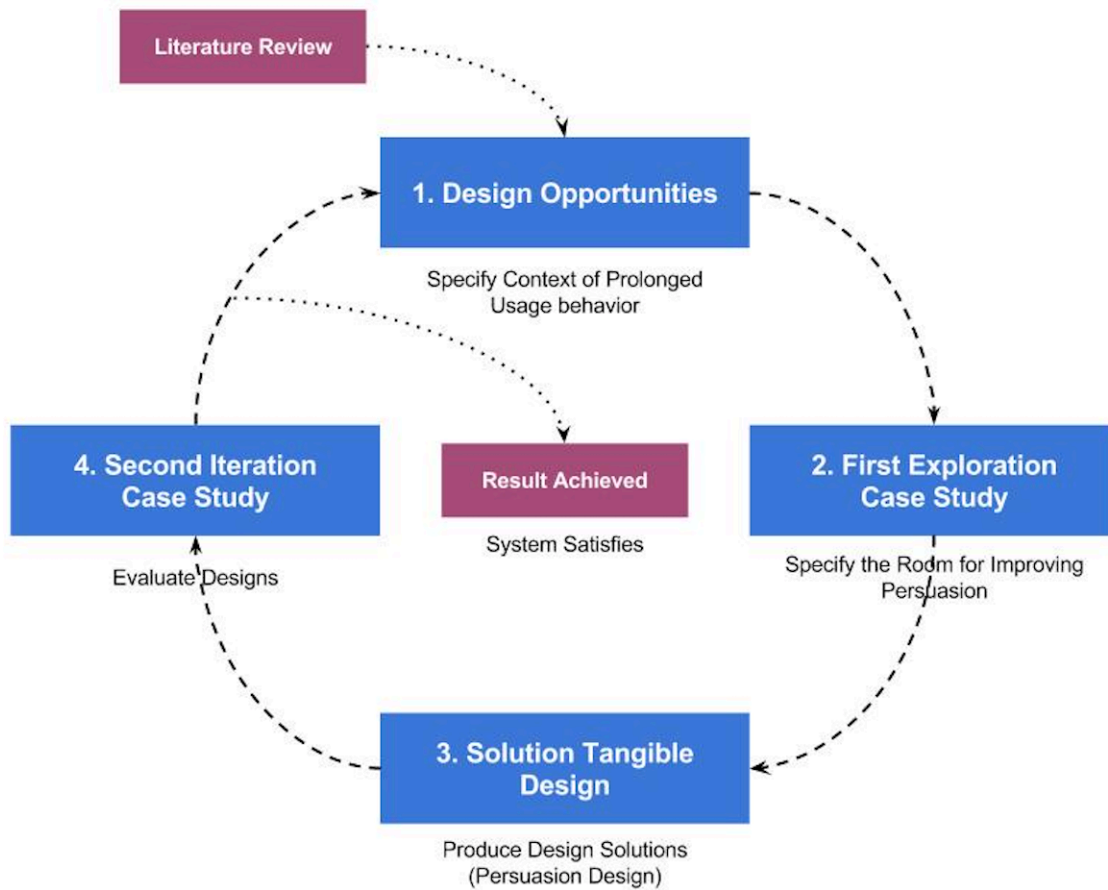 Literature Review
1. Design Opportunities
Specify Context of Prolonged
Usage behavior
4. Second Iteration
Case Study
Evaluate Designs
Result Achieved
System Satisfies
2. First Exploration
Case Study
Specify the Room for Improving
Persuasion
3. Solution Tangible
Design
Produce Design Solutions
(Persuasion Design)